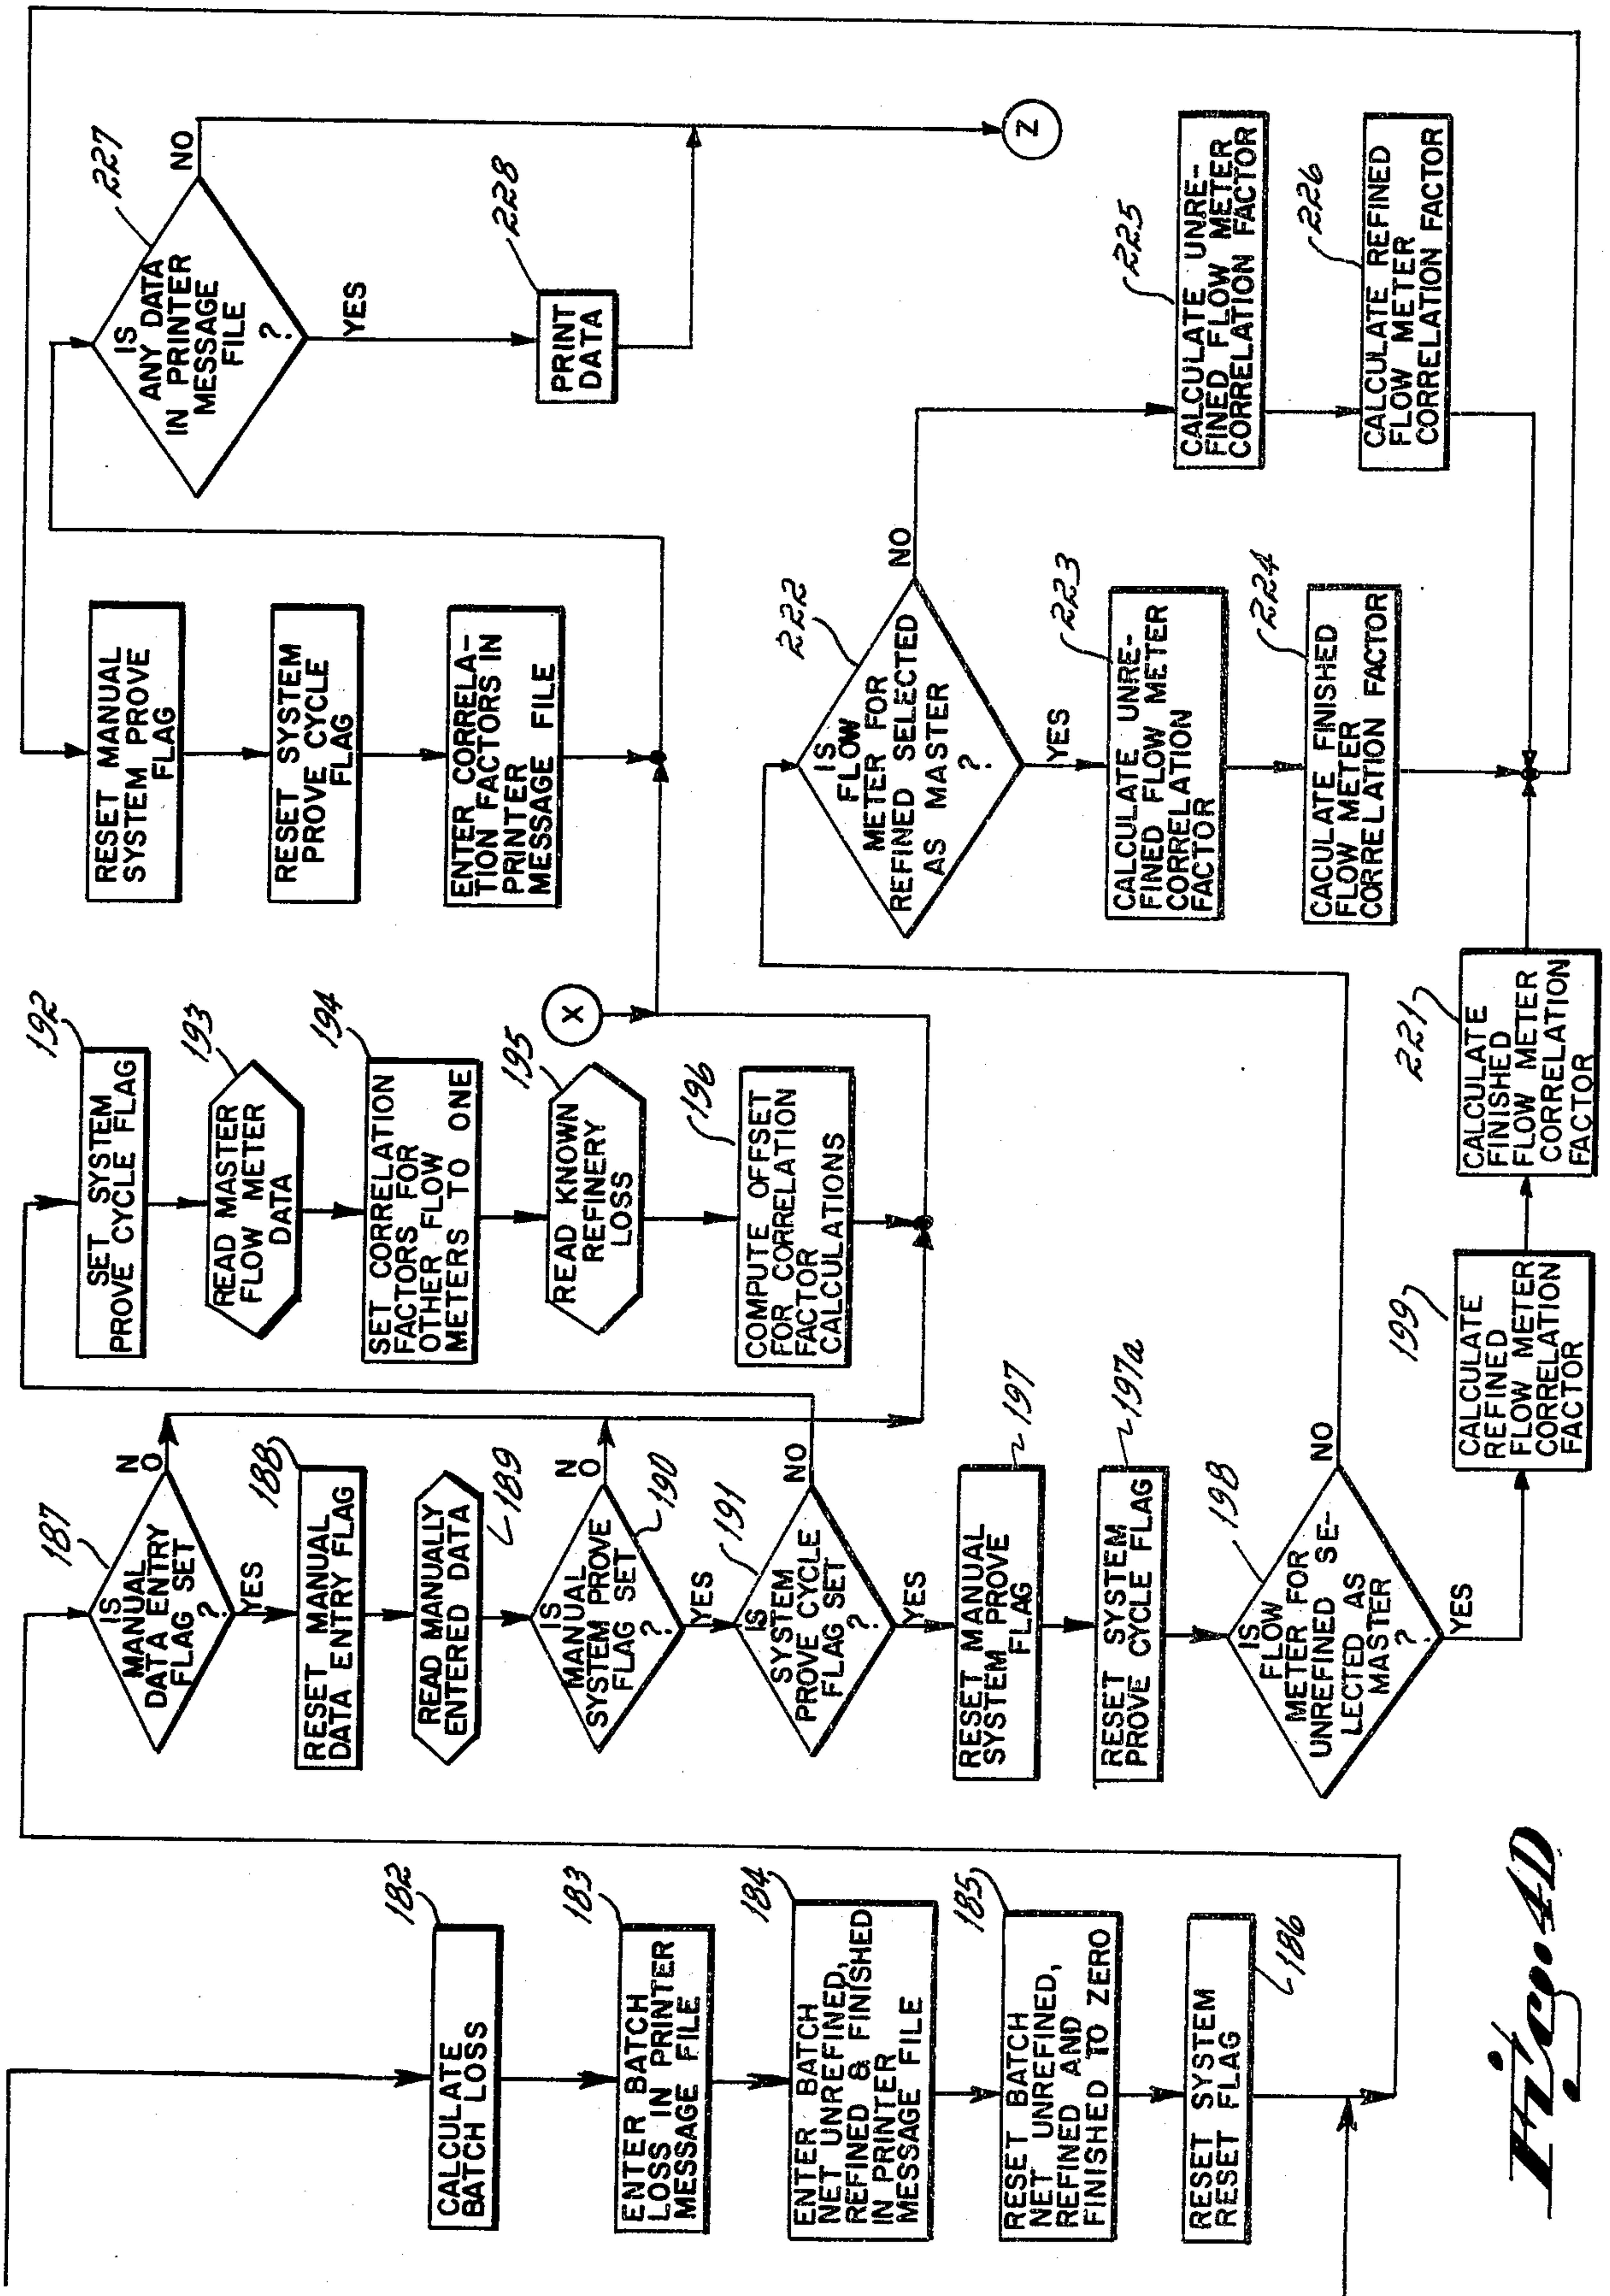 CALCULATE
BATCH LOSS
182
ENTER BATCH
LOSS IN PRINTER
MESSAGE FILE
183
ENTER BATCH
NET UNREFINED,
REFINED & FINISHED
IN PRINTER
MESSAGE FILE
184
RESET BATCH
NET UNREFINED,
REFINED AND
FINISHED TO ZERO
185
RESET SYSTEM
RESET FLAG
186
IS
MANUAL
DATA ENTRY
FLAG SET
?
187
NO
YES
RESET MANUAL
DATA ENTRY FLAG
188
READ MANUALLY
ENTERED DATA
189
IS
MANUAL
SYSTEM PROVE
FLAG SET
?
190
NO
YES
IS
SYSTEM
PROVE CYCLE
FLAG SET
?
191
NO
YES
RESET MANUAL
SYSTEM PROVE
FLAG
197
RESET SYSTEM
PROVE CYCLE FLAG
197a
IS
FLOW
METER FOR
UNREFINED SE-
LECTED AS
MASTER
?
198
NO
YES
SET SYSTEM
PROVE CYCLE FLAG
192
READ MASTER
FLOW METER
DATA
193
SET CORRELATION
FACTORS FOR
OTHER FLOW
METERS TO ONE
194
READ KNOWN
REFINERY
LOSS
195
COMPUTE OFFSET
FOR CORRELATION
FACTOR
CALCULATIONS
196
X
CALCULATE
REFINED
FLOW METER
CORRELATION
FACTOR
199
CALCULATE
FINISHED
FLOW METER
CORRELATION
FACTOR
221
RESET MANUAL
SYSTEM PROVE
FLAG
RESET SYSTEM
PROVE CYCLE
FLAG
ENTER CORRELA-
TION FACTORS IN
PRINTER
MESSAGE FILE
IS
FLOW
METER FOR
REFINED SELECTED
AS MASTER
?
222
NO
YES
CALCULATE UNRE-
FINED FLOW METER
CORRELATION
FACTOR
223
CACULATE FINISHED
FLOW METER
CORRELATION FACTOR
224
IS
ANY DATA
IN PRINTER
MESSAGE
FILE
?
227
NO
YES
PRINT
DATA
228
Z
CALCULATE UNRE-
FINED FLOW METER
CORRELATION FACTOR
225
CALCULATE REFINED
FLOW METER
CORRELATION FACTOR
226
Fig. 4D